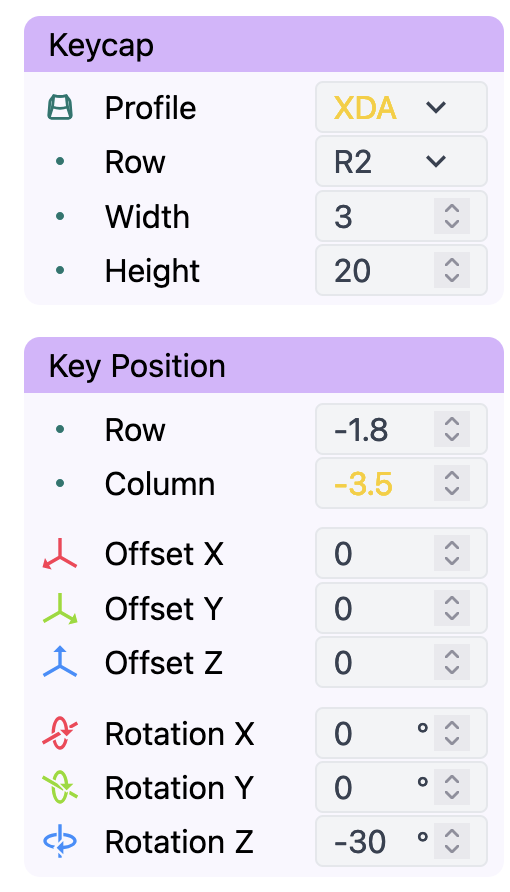 Keycap
Profile XDA
Row R2
Width 3
Height 20
Key Position
Row -1.8
Column -3.5
Offset X 0
Offset Y 0
Offset Z 0
Rotation X 0 °
Rotation Y 0 °
Rotation Z -30 °